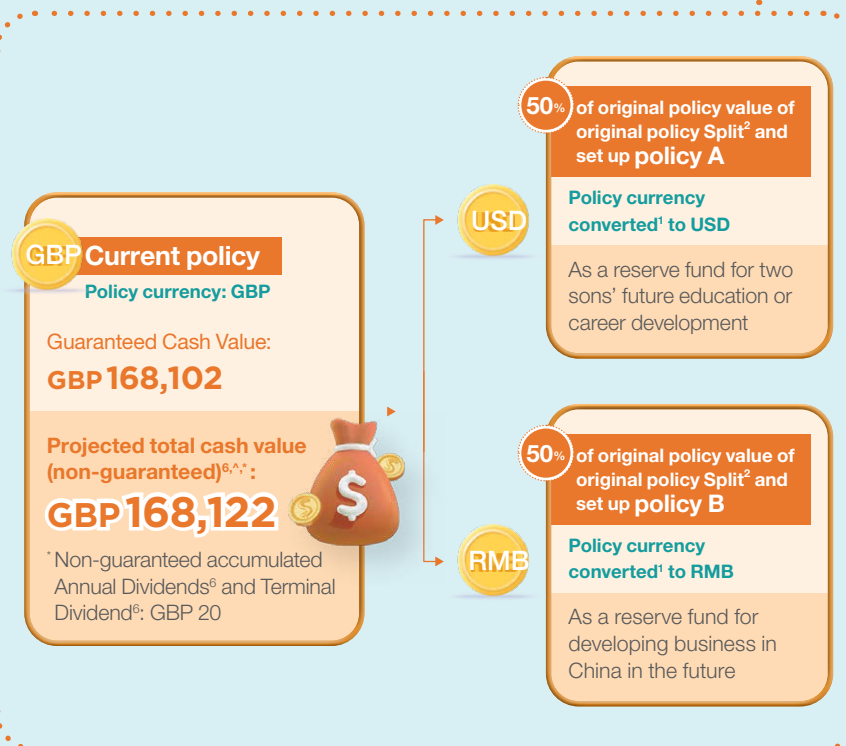 GBP Current policy
Policy currency: GBP
Guaranteed Cash Value:
GBP 168,102
Projected total cash value
(non-guaranteed)6,^,* :
GBP 168,122
* Non-guaranteed accumulated
Annual Dividends6 and Terminal
Dividend6: GBP 20
$
USD
50% of original policy value of
original policy Split2 and
set up policy A
Policy currency
converted1 to USD
As a reserve fund for two
sons’ future education or
career development
RMB
50% of original policy value of
original policy Split2 and
set up policy B
Policy currency
converted1 to RMB
As a reserve fund for
developing business in
China in the future